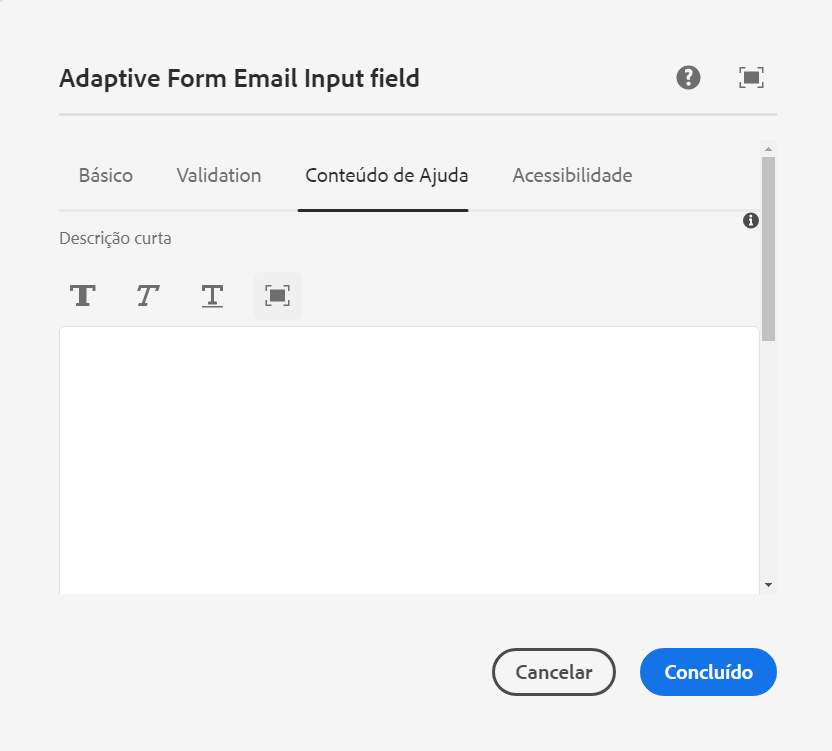 Adaptive Form Email Input field
Básico Validation Conteúdo de Ajuda Acessibilidade
Descrição curta
Cancelar Concluído